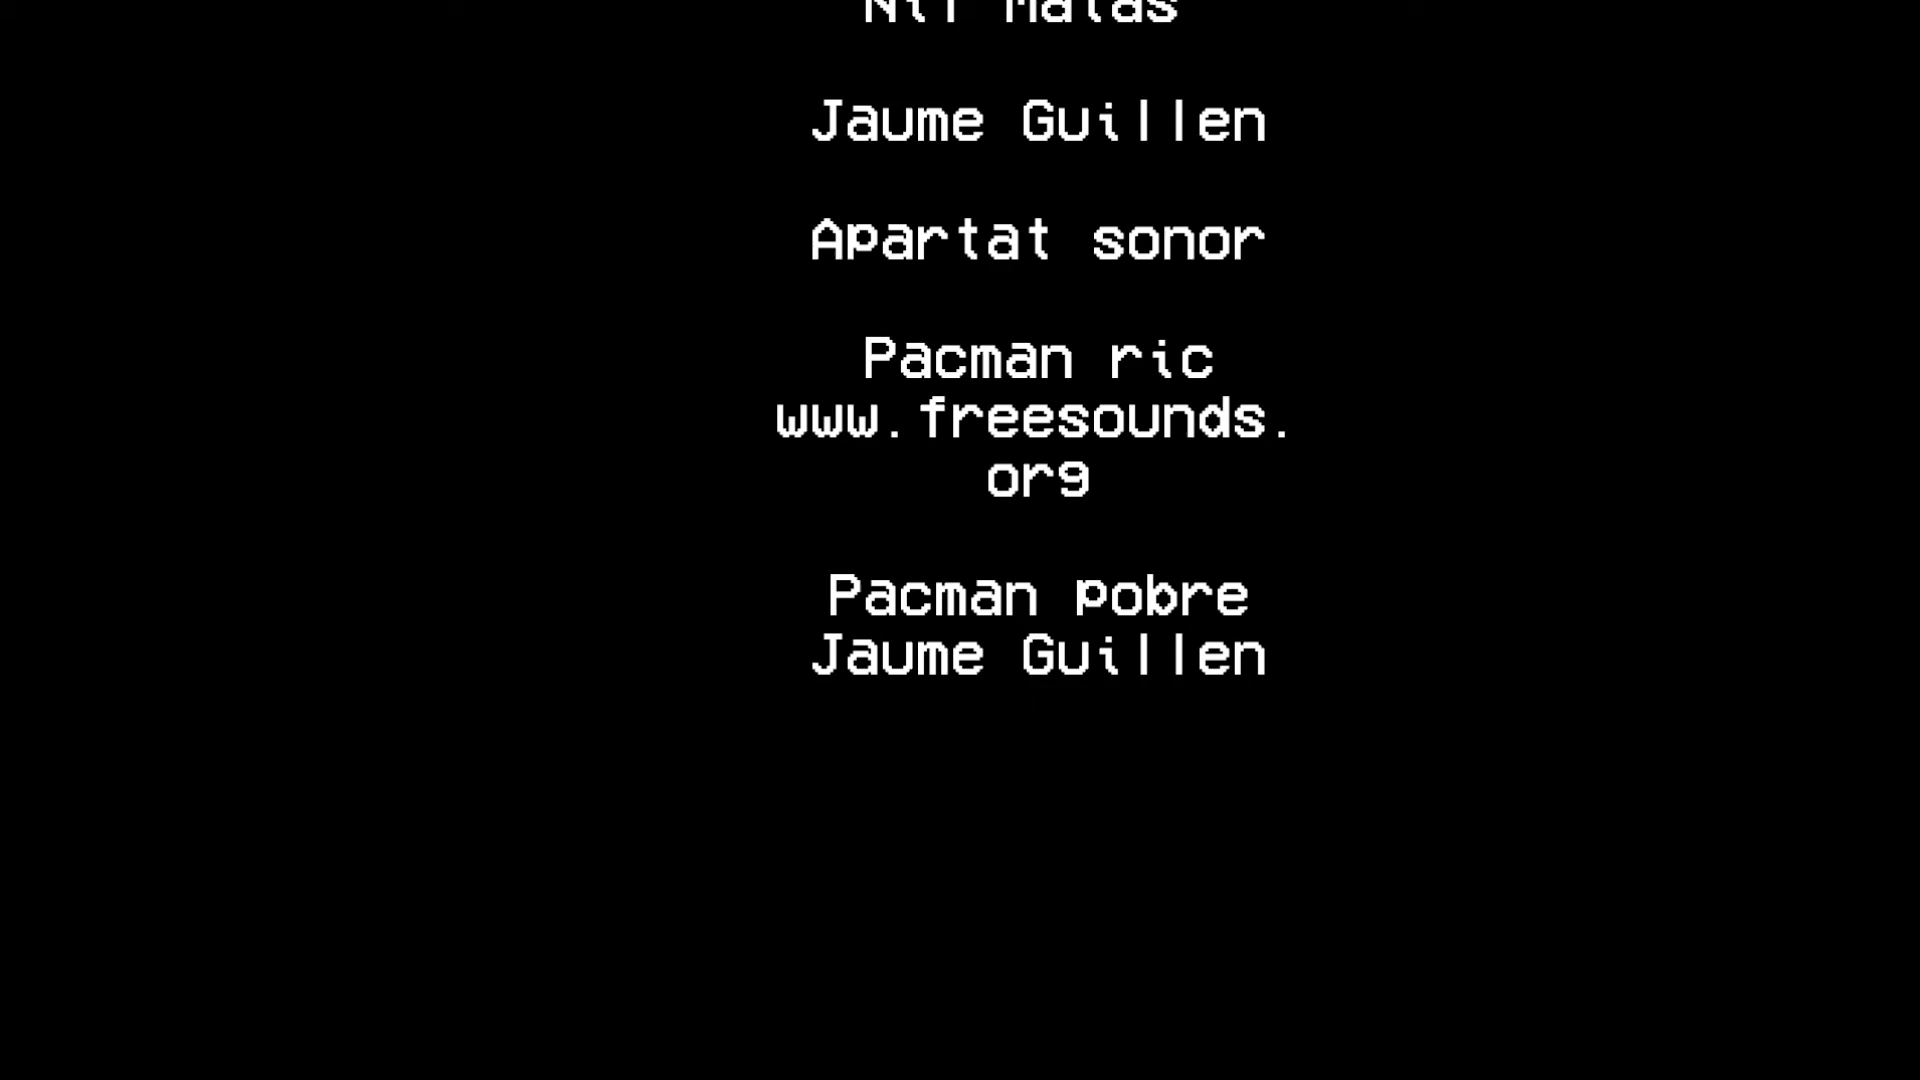 Jaume Guillen
Apartat sonor
Pacman ric
www.freesounds.
org
Pacman pobre
Jaume Guillen